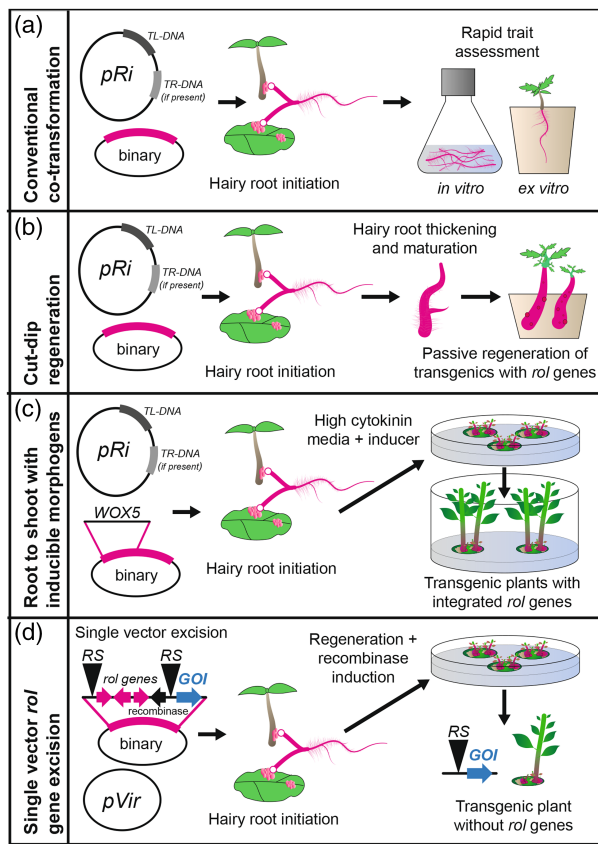 (a)
Conventional
co-transformation
TL-DNA
pRi
TR-DNA
(if present)
binary
Hairy root initiation
Rapid trait
assessment
in vitro
ex vitro
(b)
Cut-dip
regeneration
TL-DNA
pRi
TR-DNA
(if present)
binary
Hairy root initiation
Hairy root thickening
and maturation
Passive regeneration of
transgenics with rol genes
(c)
Root to shoot with
inducible morphogens
TL-DNA
pRi
TR-DNA
(if present)
WOX5
binary
Hairy root initiation
High cytokinin
media + inducer
Transgenic plants with
integrated rol genes
(d)
Single vector rol
gene excision
Single vector excision
RS
RS
rol genes
GOI
recombinase
binary
pVir
Hairy root initiation
Regeneration +
recombinase
induction
RS
GOI
Transgenic plant
without rol genes